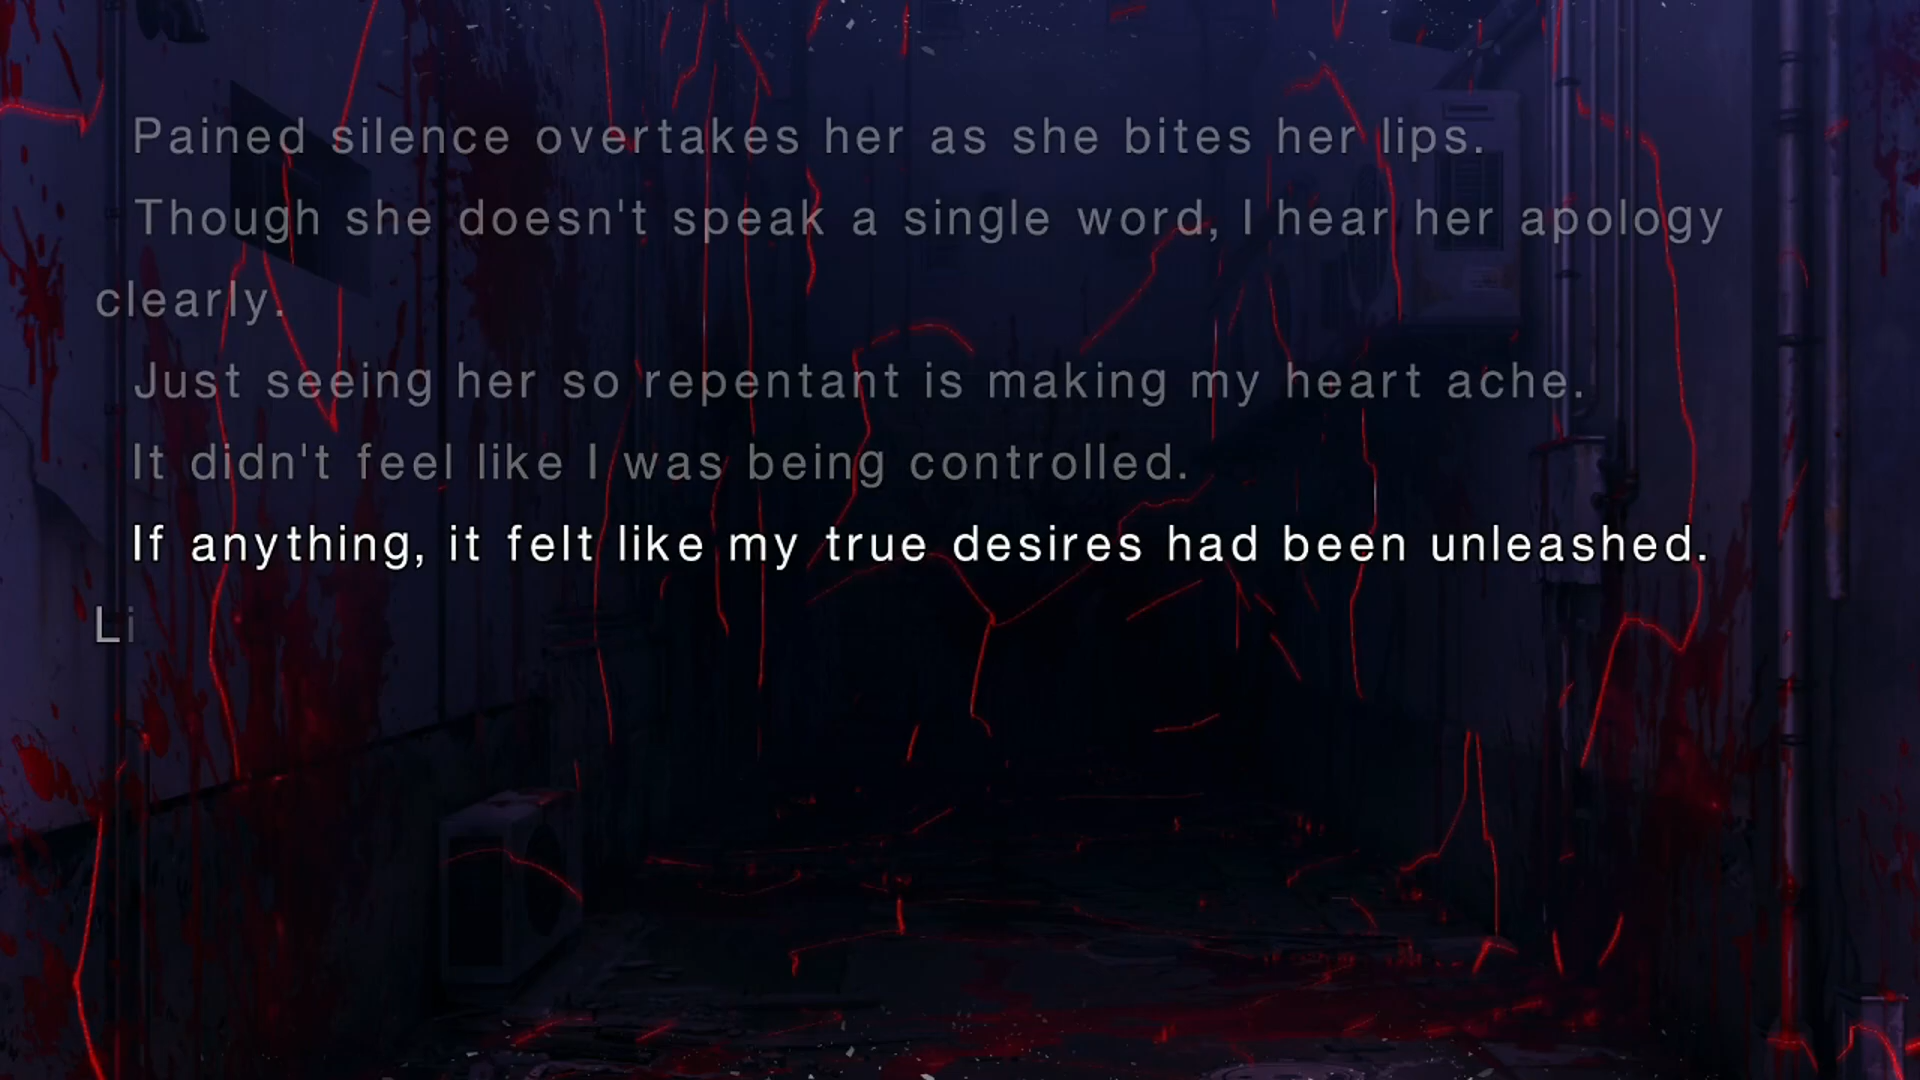 Pained silence overtakes her as she bites her lips.
Though she doesn't speak a single word, I hear her apology
clearly.
Just seeing her so repentant is making my heart ache.
It didn't feel like I was being controlled.
If anything, it felt like my true desires had been unleashed.
Li